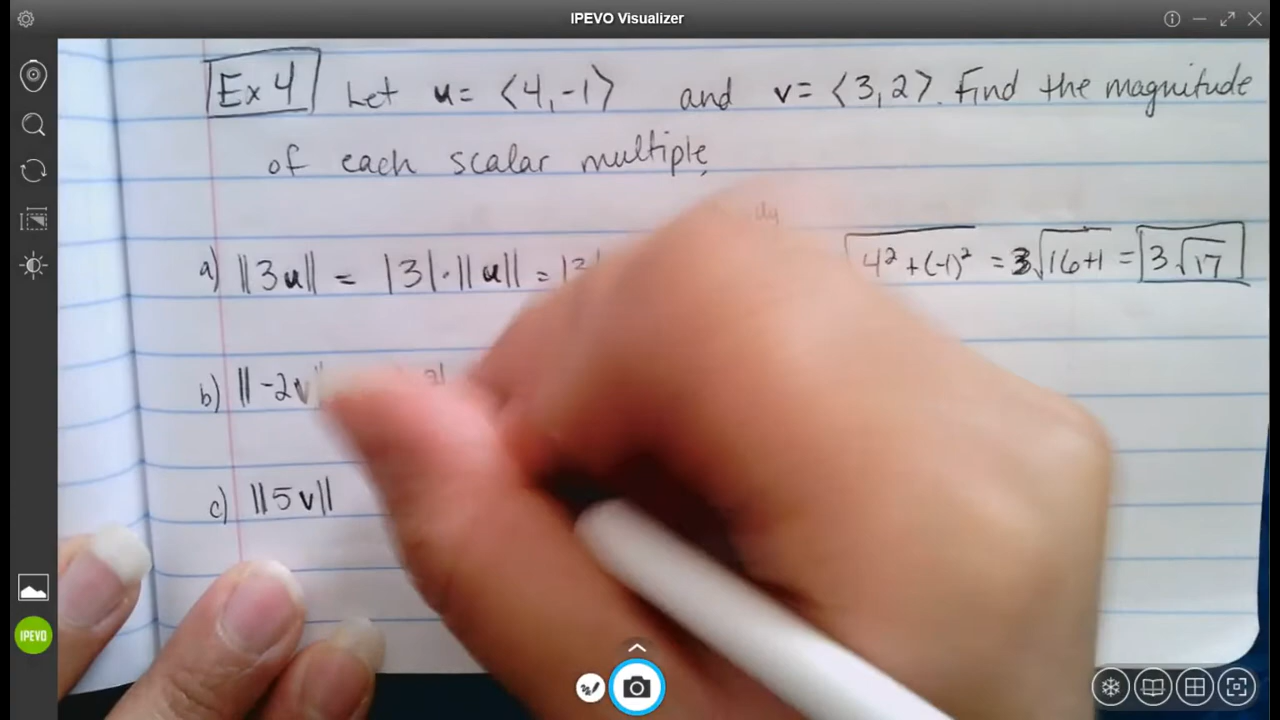 IPEVO Visualizer
Ex 4 Let u = ⟨4, -1⟩ and v = ⟨3, 2⟩. Find the magnitude
of each scalar multiple.
a) ||3u|| = |3|·||u|| = |3| √4² + (-1)² = 3√16+1 = 3√17
b) ||-2v||
c) ||5v||
IPEVO